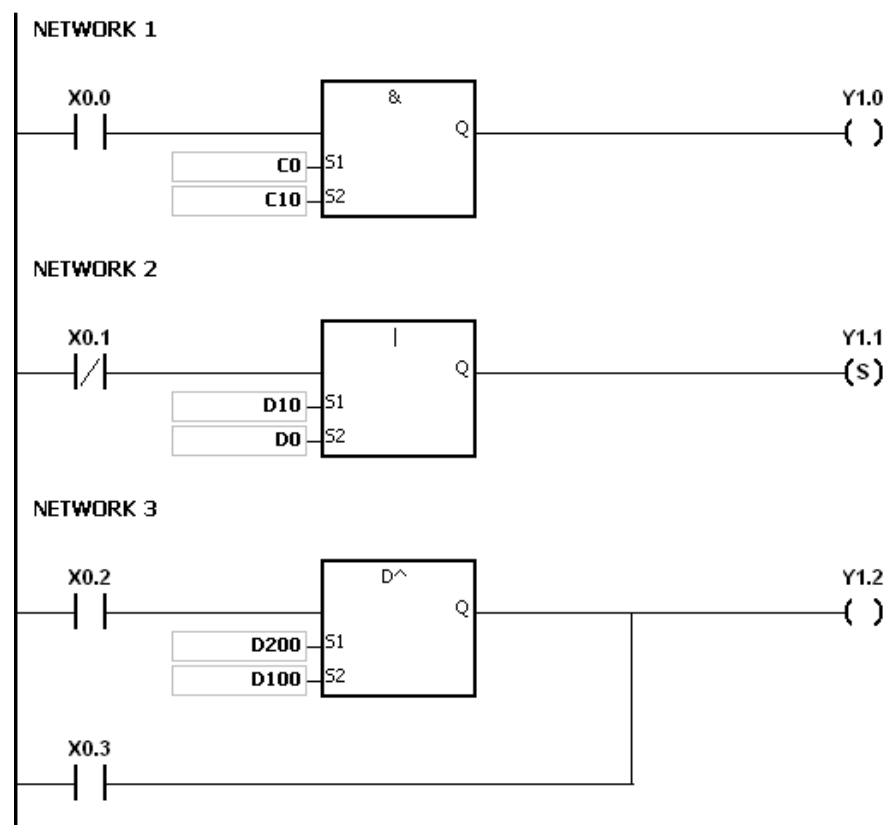 NETWORK 1
X0.0
&
Y1.0
Q
( )
C0 S1
C10 S2
NETWORK 2
X0.1
|
Y1.1
Q
(S)
D10 S1
D0 S2
NETWORK 3
X0.2
D^
Y1.2
Q
( )
D200 S1
D100 S2
X0.3